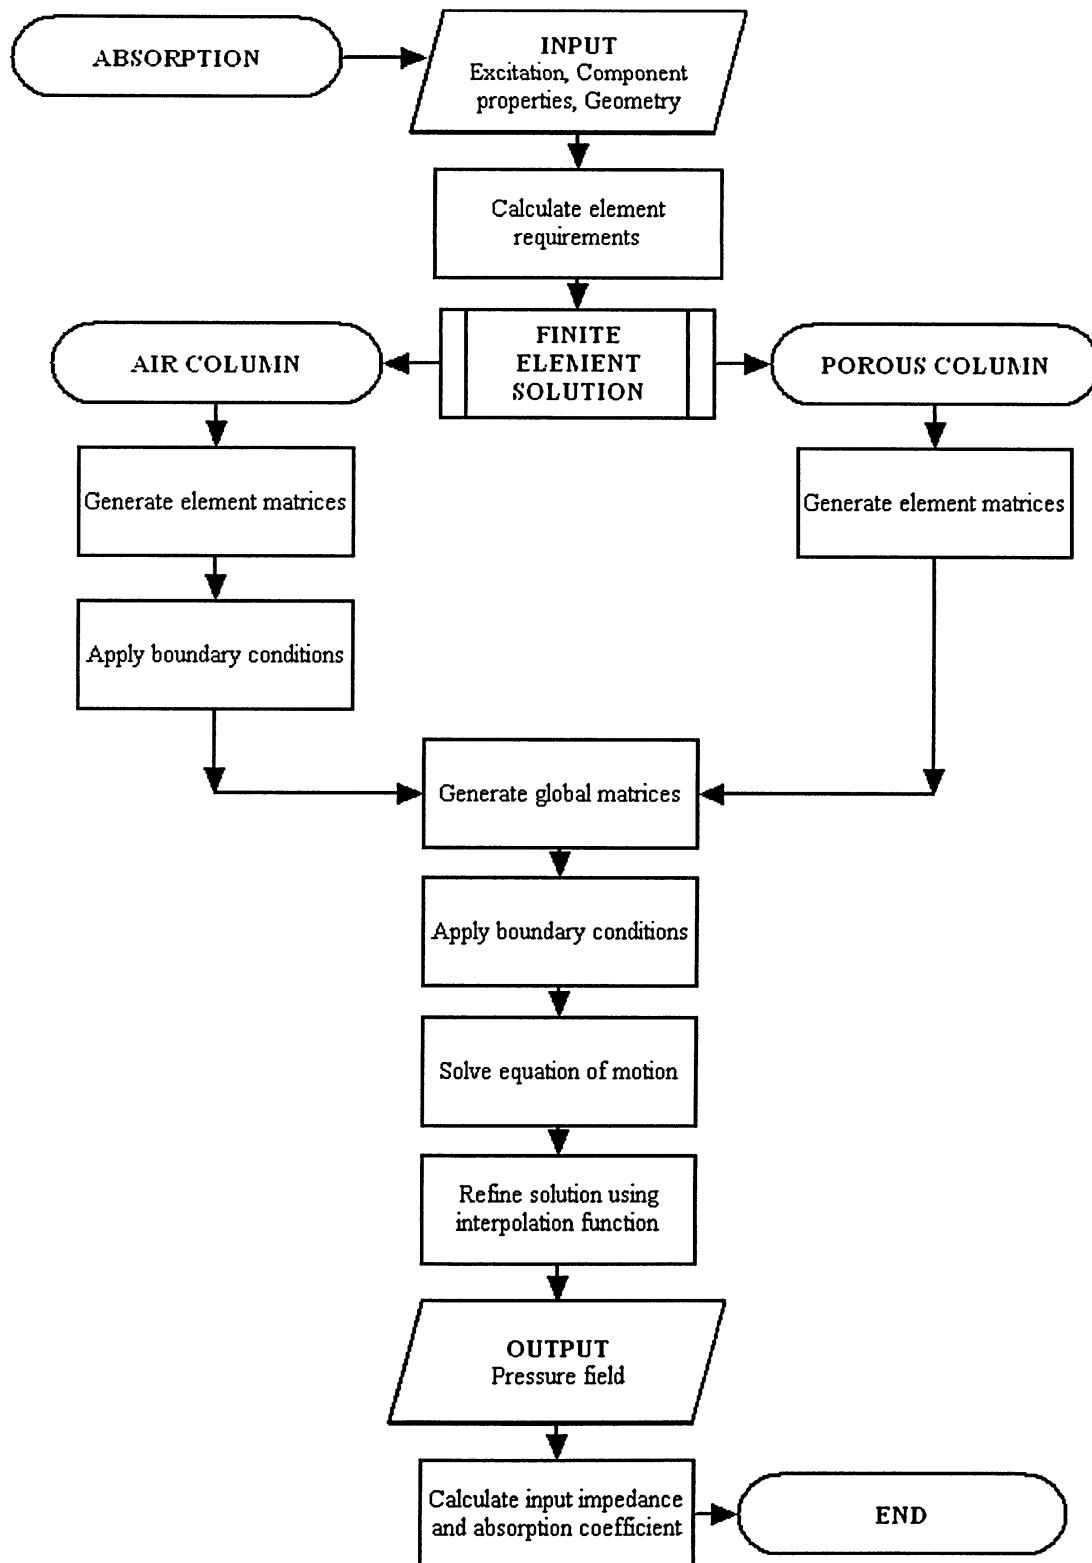 ABSORPTION
INPUT
Excitation, Component
properties, Geometry
Calculate element
requirements
FINITE
ELEMENT
SOLUTION
AIR COLUMN
POROUS COLUMN
Generate element matrices
Generate element matrices
Apply boundary conditions
Generate global matrices
Apply boundary conditions
Solve equation of motion
Refine solution using
interpolation function
OUTPUT
Pressure field
Calculate input impedance
and absorption coefficient
END